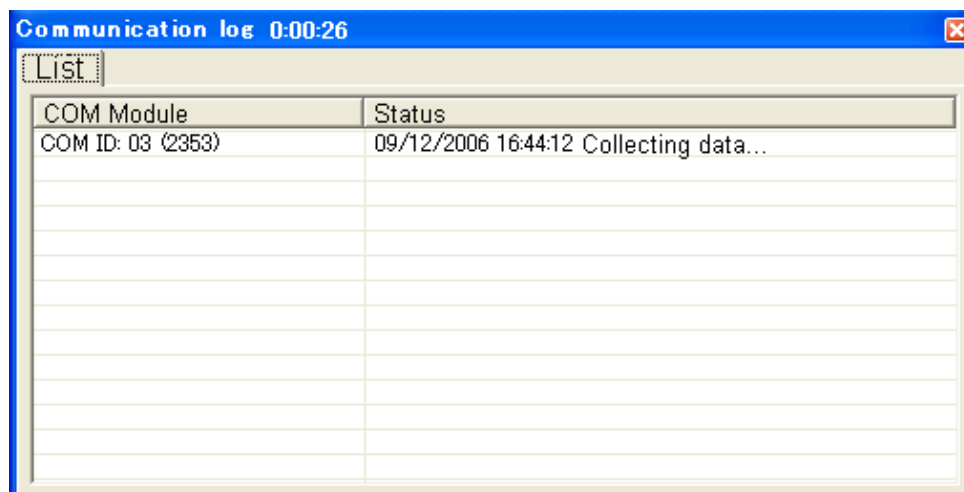 Communication log 0:00:26
List
COM Module Status
COM ID: 03 (2353) 09/12/2006 16:44:12 Collecting data...